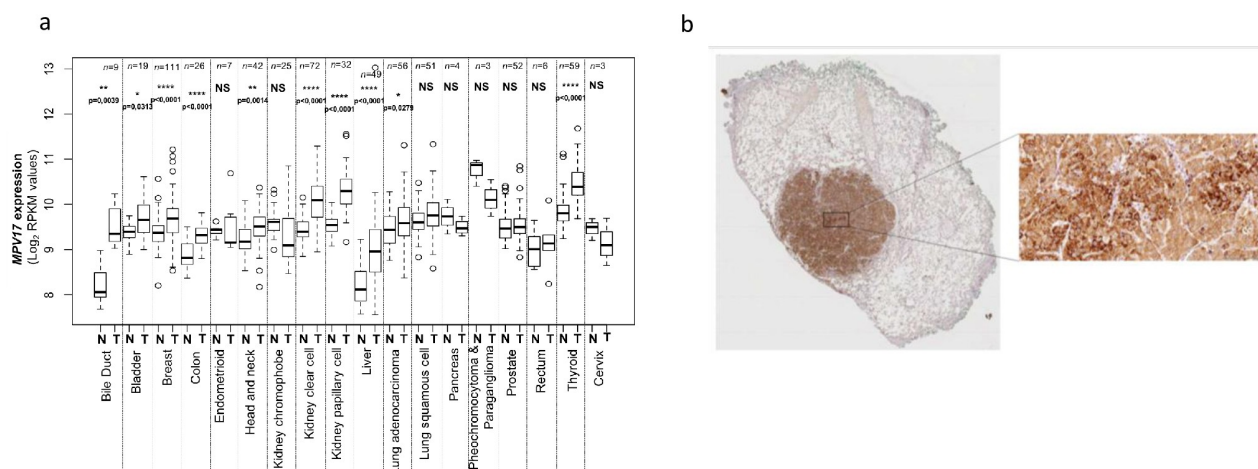 a
b
n=9 n=19 n=111 n=26 n=7 n=42 n=25 n=72 n=32 n=49 n=56 n=51 n=4 n=3 n=52 n=6 n=59 n=3
** * **** **** NS ** NS **** **** **** * NS NS NS NS NS **** NS
p=0,0039 p=0,0313 p<0,0001 p<0,0001 p=0,0014 p<0,0001 p<0,0001 p<0,0001 p=0,0279 p<0,0001
13
12
11
10
9
8
MPV17 expression
(Log2 RPKM values)
N T N T N T N T N T N T N T N T N T N T N T N T N T N T N T N T N T N T
Bile Duct
Bladder
Breast
Colon
Endometrioid
Head and neck
Kidney chromophobe
Kidney clear cell
Kidney papillary cell
Liver
Lung adenocarcinoma
Lung squamous cell
Pancreas
Pheochromocytoma &
Paraganglioma
Prostate
Rectum
Thyroid
Cervix